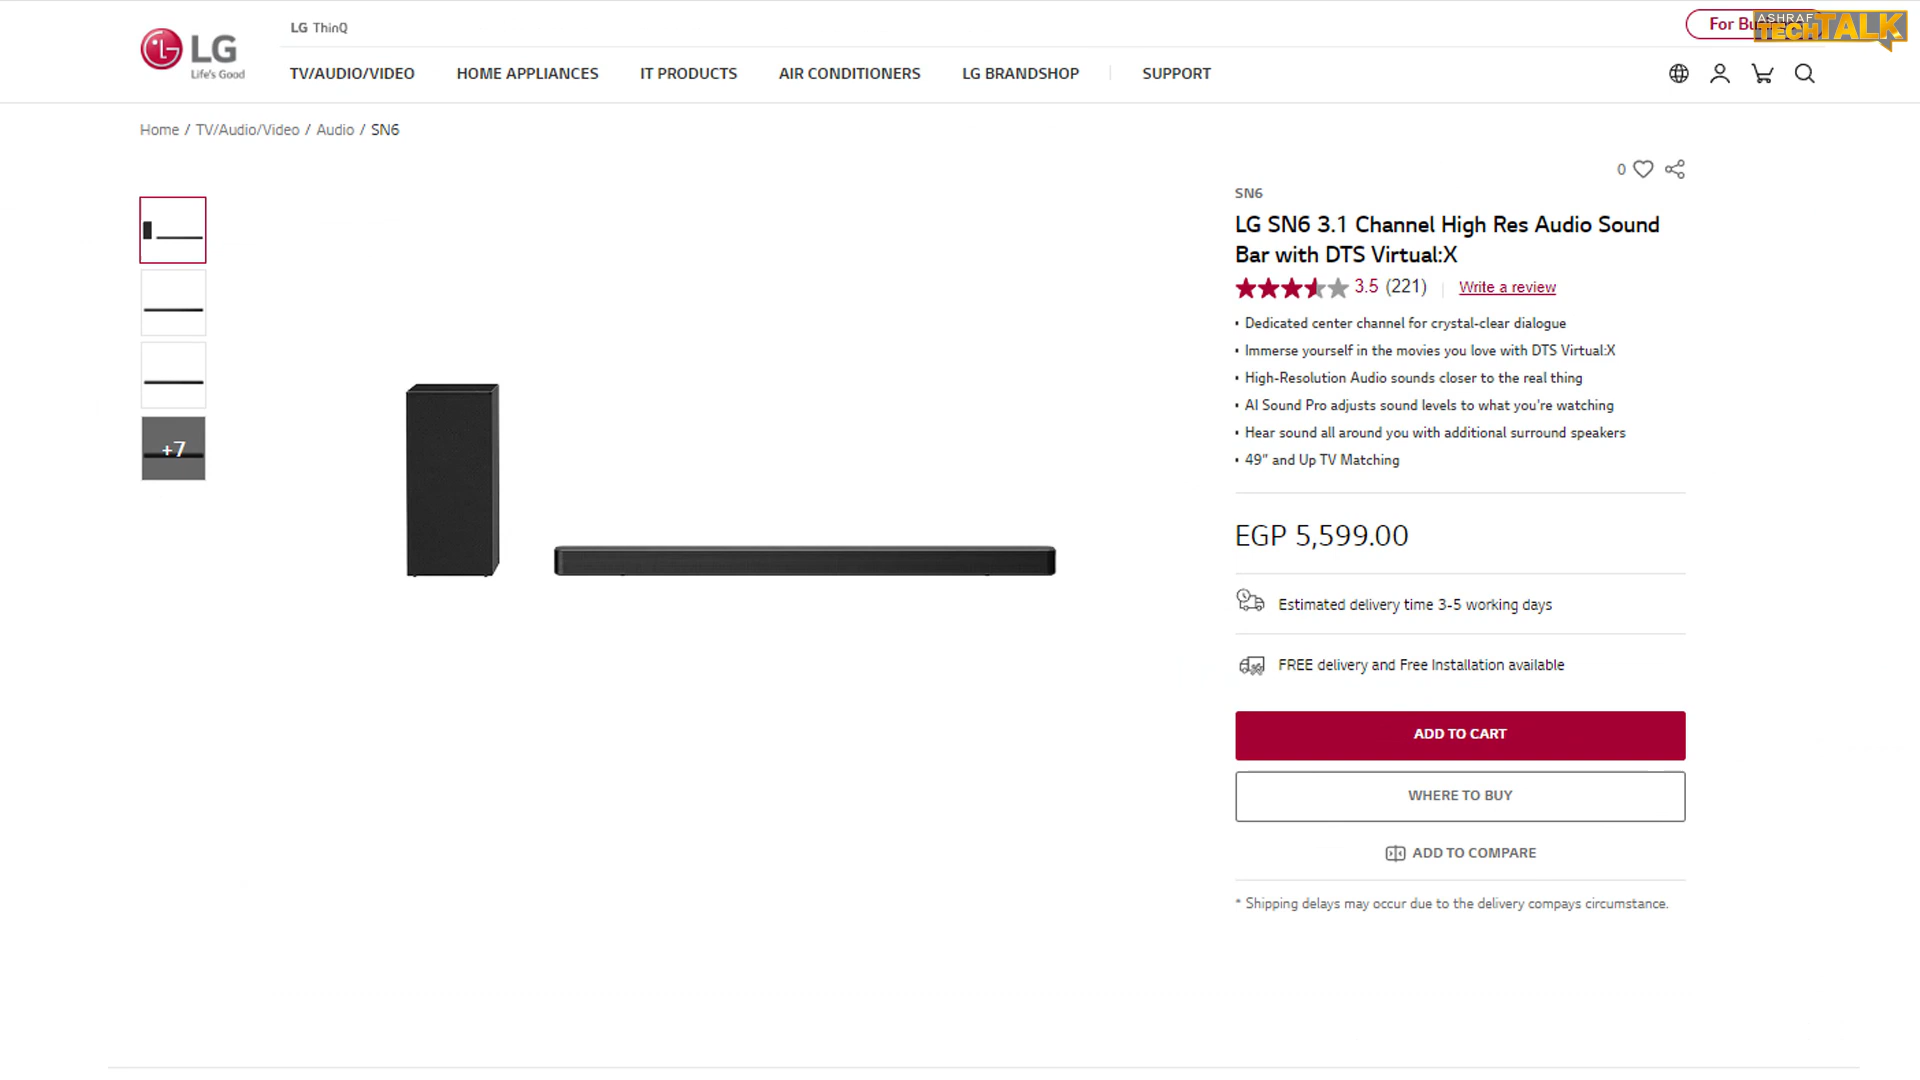 LG ThinQ
For Bu
ASHRAF
TECHTALK
LG
Life's Good
TV/AUDIO/VIDEO HOME APPLIANCES IT PRODUCTS AIR CONDITIONERS LG BRANDSHOP SUPPORT
Home / TV/Audio/Video / Audio / SN6
0
SN6
LG SN6 3.1 Channel High Res Audio Sound
Bar with DTS Virtual:X
3.5 (221) Write a review
• Dedicated center channel for crystal-clear dialogue
• Immerse yourself in the movies you love with DTS Virtual:X
• High-Resolution Audio sounds closer to the real thing
• AI Sound Pro adjusts sound levels to what you're watching
• Hear sound all around you with additional surround speakers
• 49" and Up TV Matching
+7
EGP 5,599.00
Estimated delivery time 3-5 working days
FREE delivery and Free Installation available
ADD TO CART
WHERE TO BUY
ADD TO COMPARE
* Shipping delays may occur due to the delivery compays circumstance.